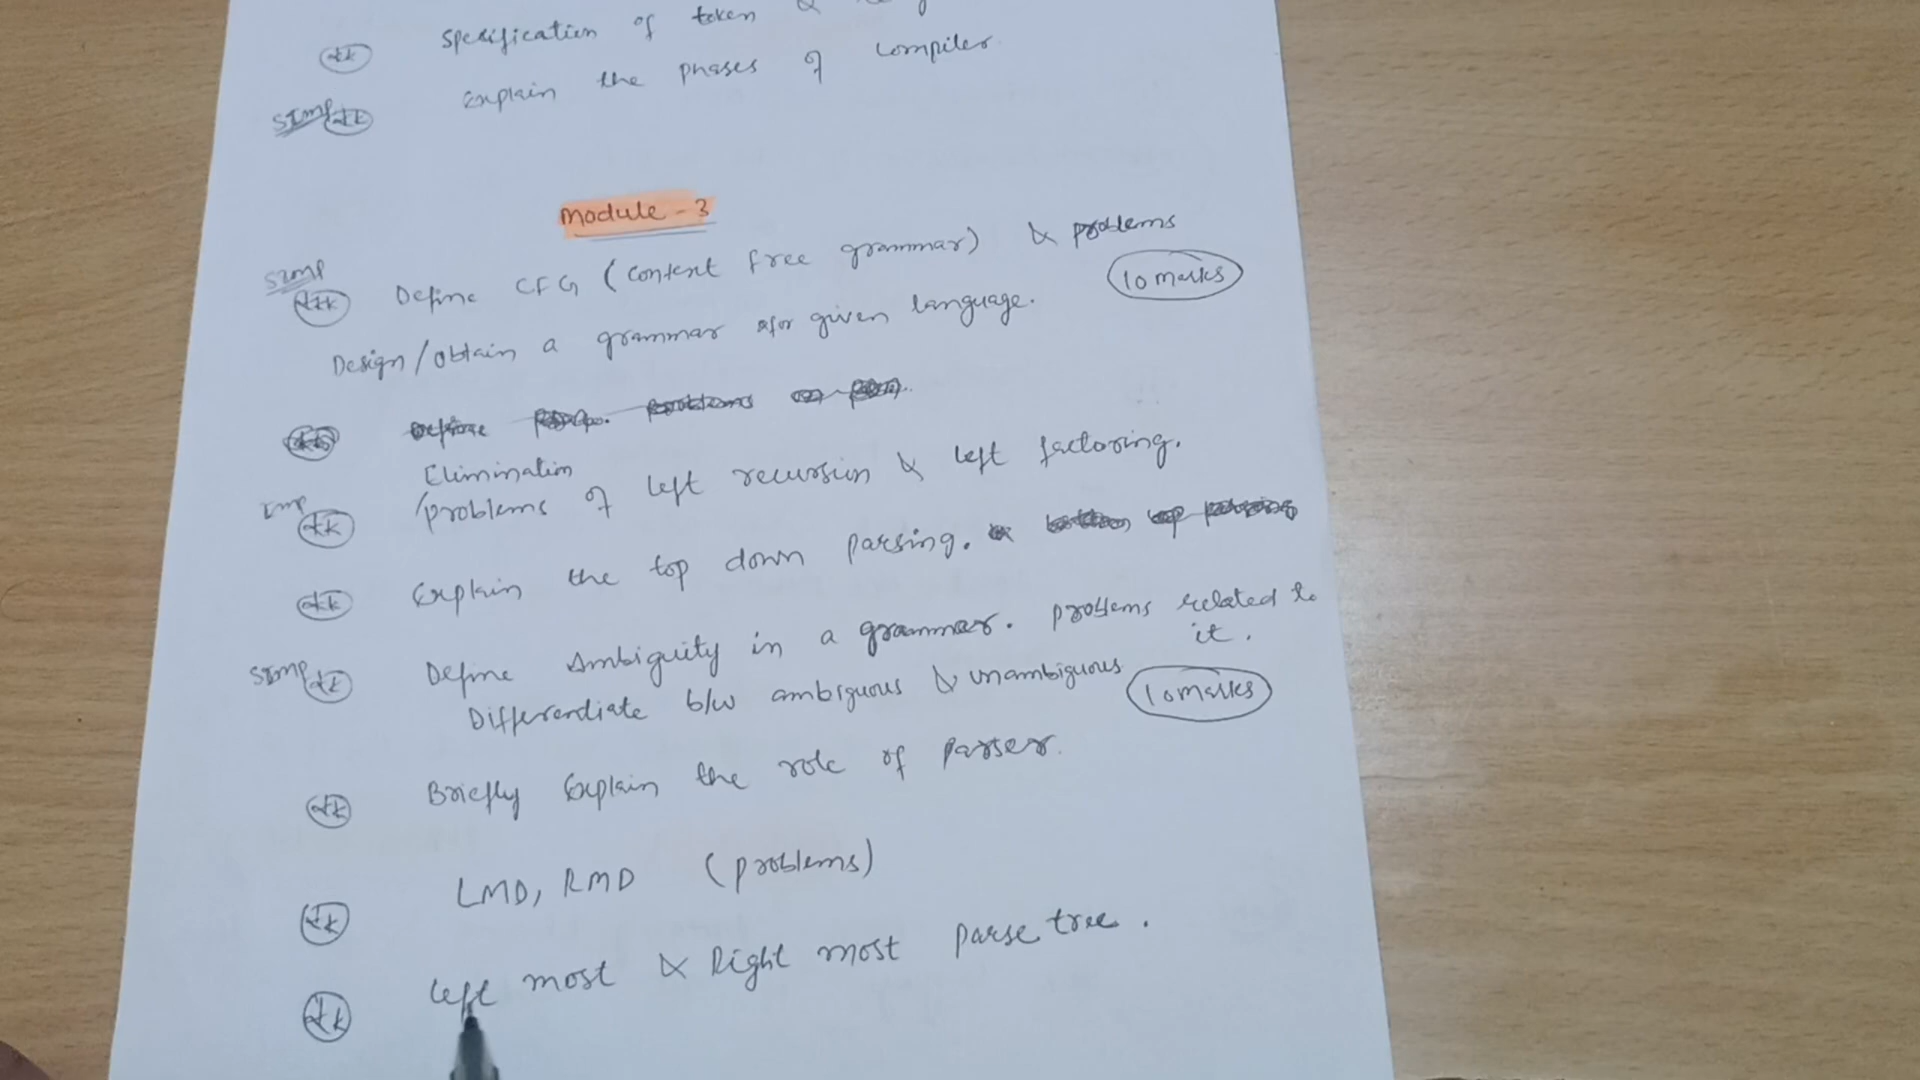 Specification of token &
** Explain the phases of compiler
SImp **
Module - 3
SImp
*** Define CFG (Context free grammar) & problems
10 marks
Design/obtain a grammar for given language.
Elimination
Imp ** /problems of left recursion & left factoring.
** Explain the top down parsing.
SImp ** Define Ambiguity in a grammar. problems related to it.
Differentiate b/w ambiguous & unambiguous
10 marks
** Briefly Explain the role of parser.
** LMD, RMD (problems)
** left most & Right most parse tree.